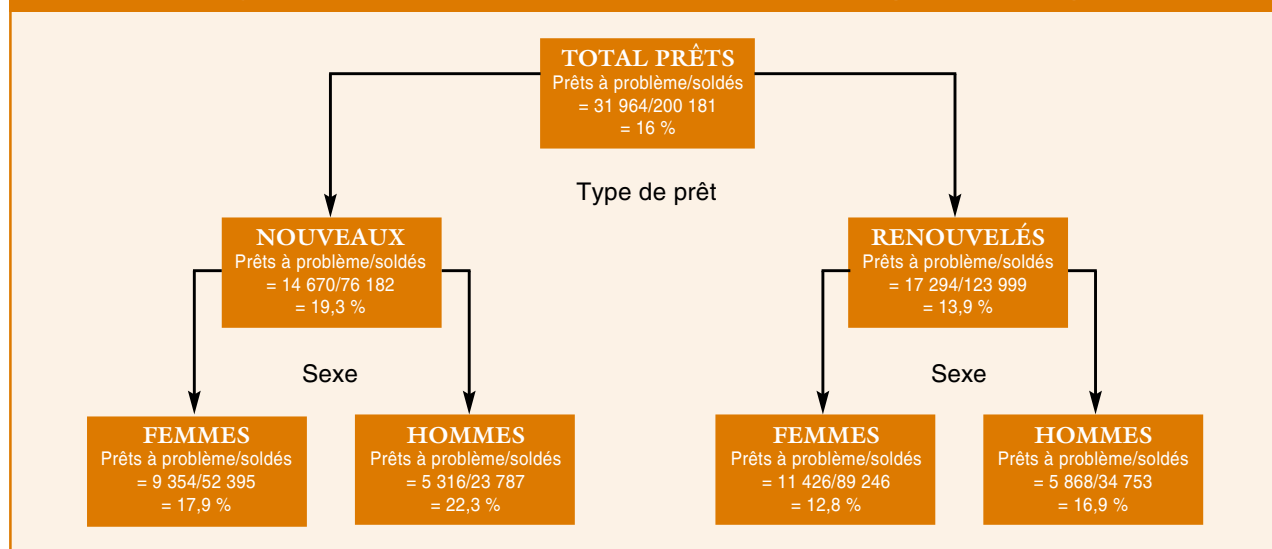 TOTAL PRÊTS
Prêts à problème/soldés
= 31 964/200 181
= 16 %
Type de prêt
NOUVEAUX
Prêts à problème/soldés
= 14 670/76 182
= 19,3 %
RENOUVELÉS
Prêts à problème/soldés
= 17 294/123 999
= 13,9 %
Sexe
Sexe
FEMMES
Prêts à problème/soldés
= 9 354/52 395
= 17,9 %
HOMMES
Prêts à problème/soldés
= 5 316/23 787
= 22,3 %
FEMMES
Prêts à problème/soldés
= 11 426/89 246
= 12,8 %
HOMMES
Prêts à problème/soldés
= 5 868/34 753
= 16,9 %